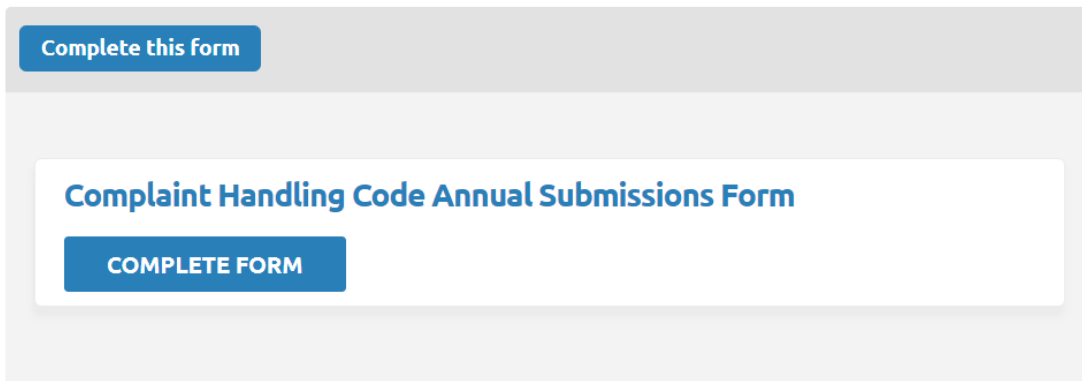 Complete this form
Complaint Handling Code Annual Submissions Form
COMPLETE FORM